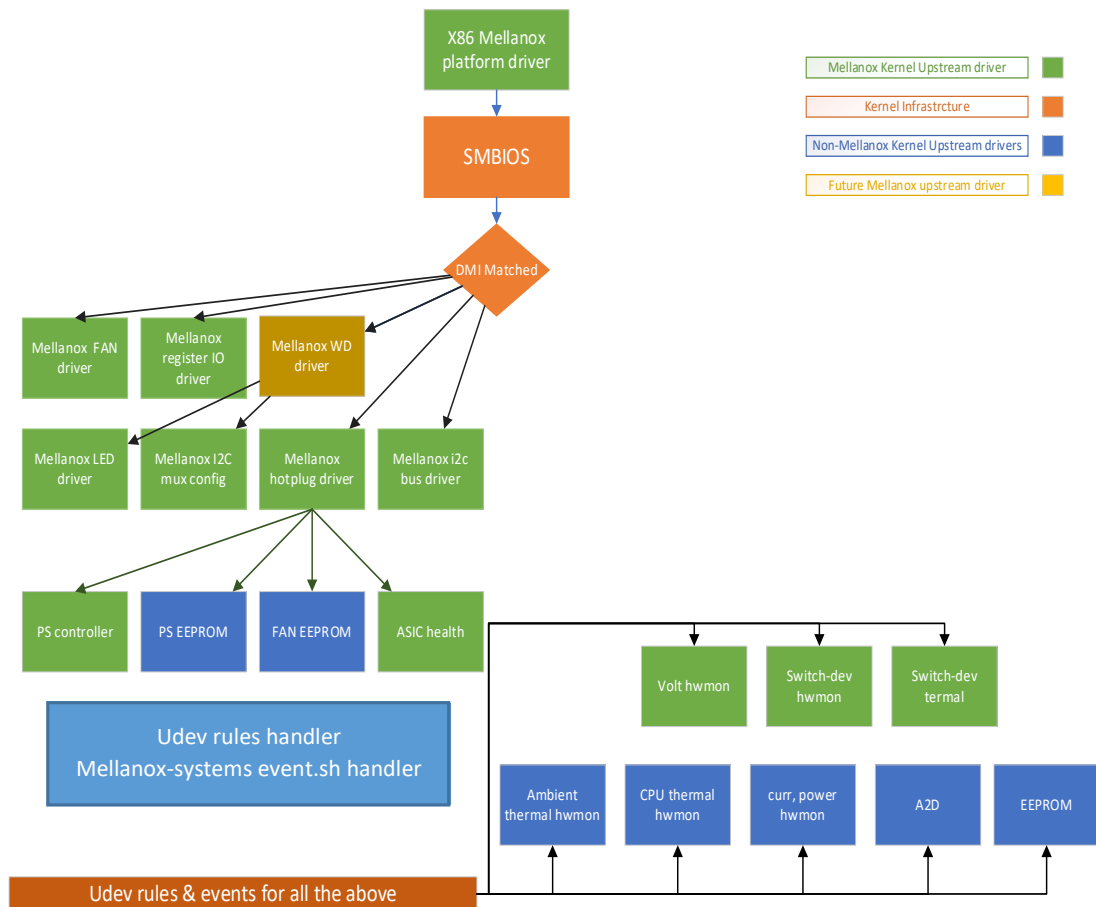 X86 Mellanox
platform driver
Mellanox Kernel Upstream driver
Kernel Infrastrcture
Non-Mellanox Kernel Upstream drivers
Future Mellanox upstream driver
SMBIOS
DMI Matched
Mellanox FAN
driver
Mellanox
register IO
driver
Mellanox WD
driver
Mellanox LED
driver
Mellanox I2C
mux config
Mellanox
hotplug driver
Mellanox i2c
bus driver
PS controller
PS EEPROM
FAN EEPROM
ASIC health
Volt hwmon
Switch-dev
hwmon
Switch-dev
termal
Udev rules handler
Mellanox-systems event.sh handler
Ambient
thermal hwmon
CPU thermal
hwmon
curr, power
hwmon
A2D
EEPROM
Udev rules & events for all the above